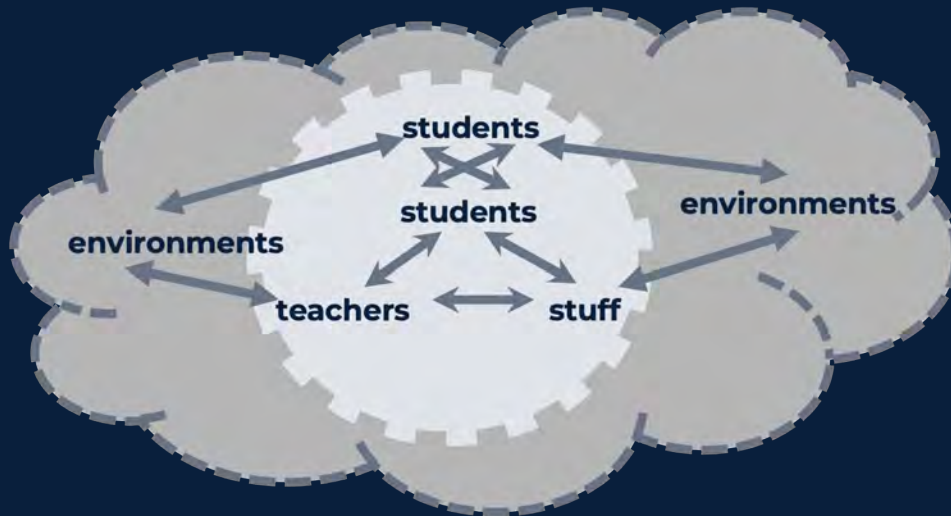 students
students
environments
environments
teachers
stuff